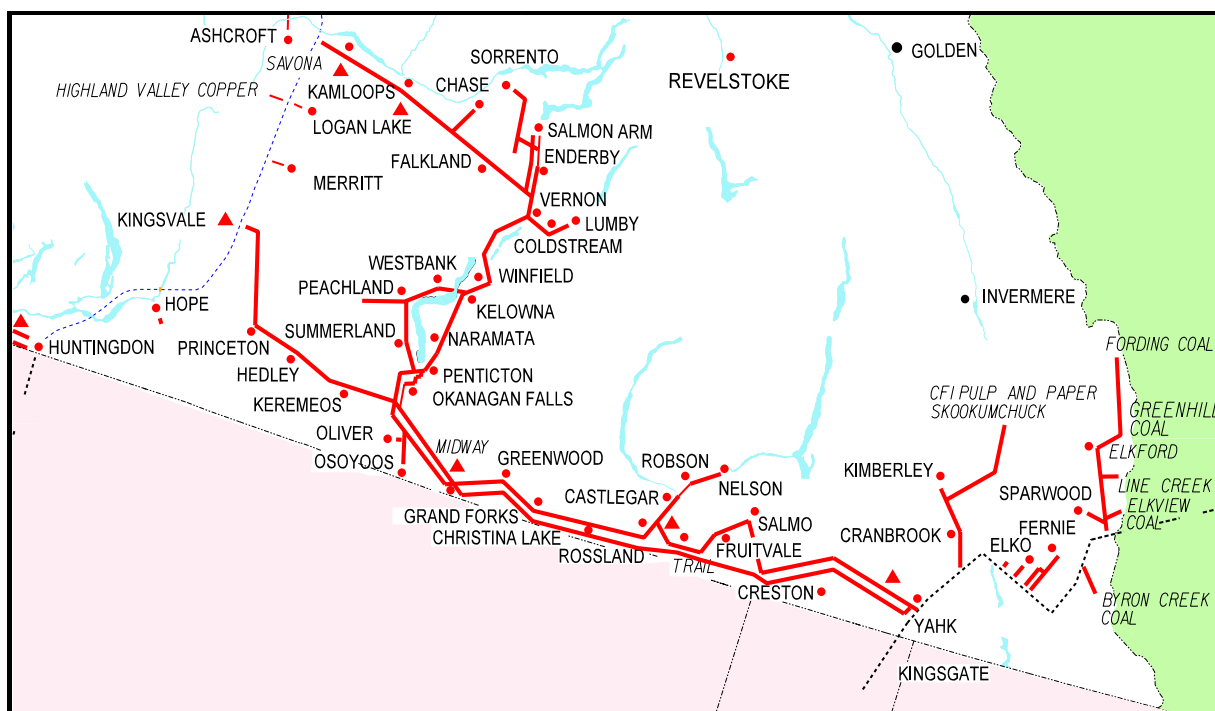 ASHCROFT
SORRENTO
GOLDEN
SAVONA
REVELSTOKE
HIGHLAND VALLEY COPPER
KAMLOOPS
CHASE
LOGAN LAKE
SALMON ARM
FALKLAND
ENDERBY
MERRITT
VERNON
KINGSVALE
LUMBY
COLDSTREAM
WESTBANK
WINFIELD
PEACHLAND
INVERMERE
HOPE
KELOWNA
SUMMERLAND
NARAMATA
HUNTINGDON
PRINCETON
FORDING COAL
HEDLEY
PENTICTON
OKANAGAN FALLS
KEREMEOS
CFI PULP AND PAPER
SKOOKUMCHUCK
GREENHILL
COAL
OLIVER
MIDWAY
ELKFORD
OSOYOOS
GREENWOOD
ROBSON
KIMBERLEY
NELSON
LINE CREEK
CASTLEGAR
SPARWOOD
ELKVIEW
COAL
GRAND FORKS
SALMO
CHRISTINA LAKE
CRANBROOK
FERNIE
ROSSLAND
FRUITVALE
ELKO
TRAIL
CRESTON
BYRON CREEK
COAL
YAHK
KINGSGATE